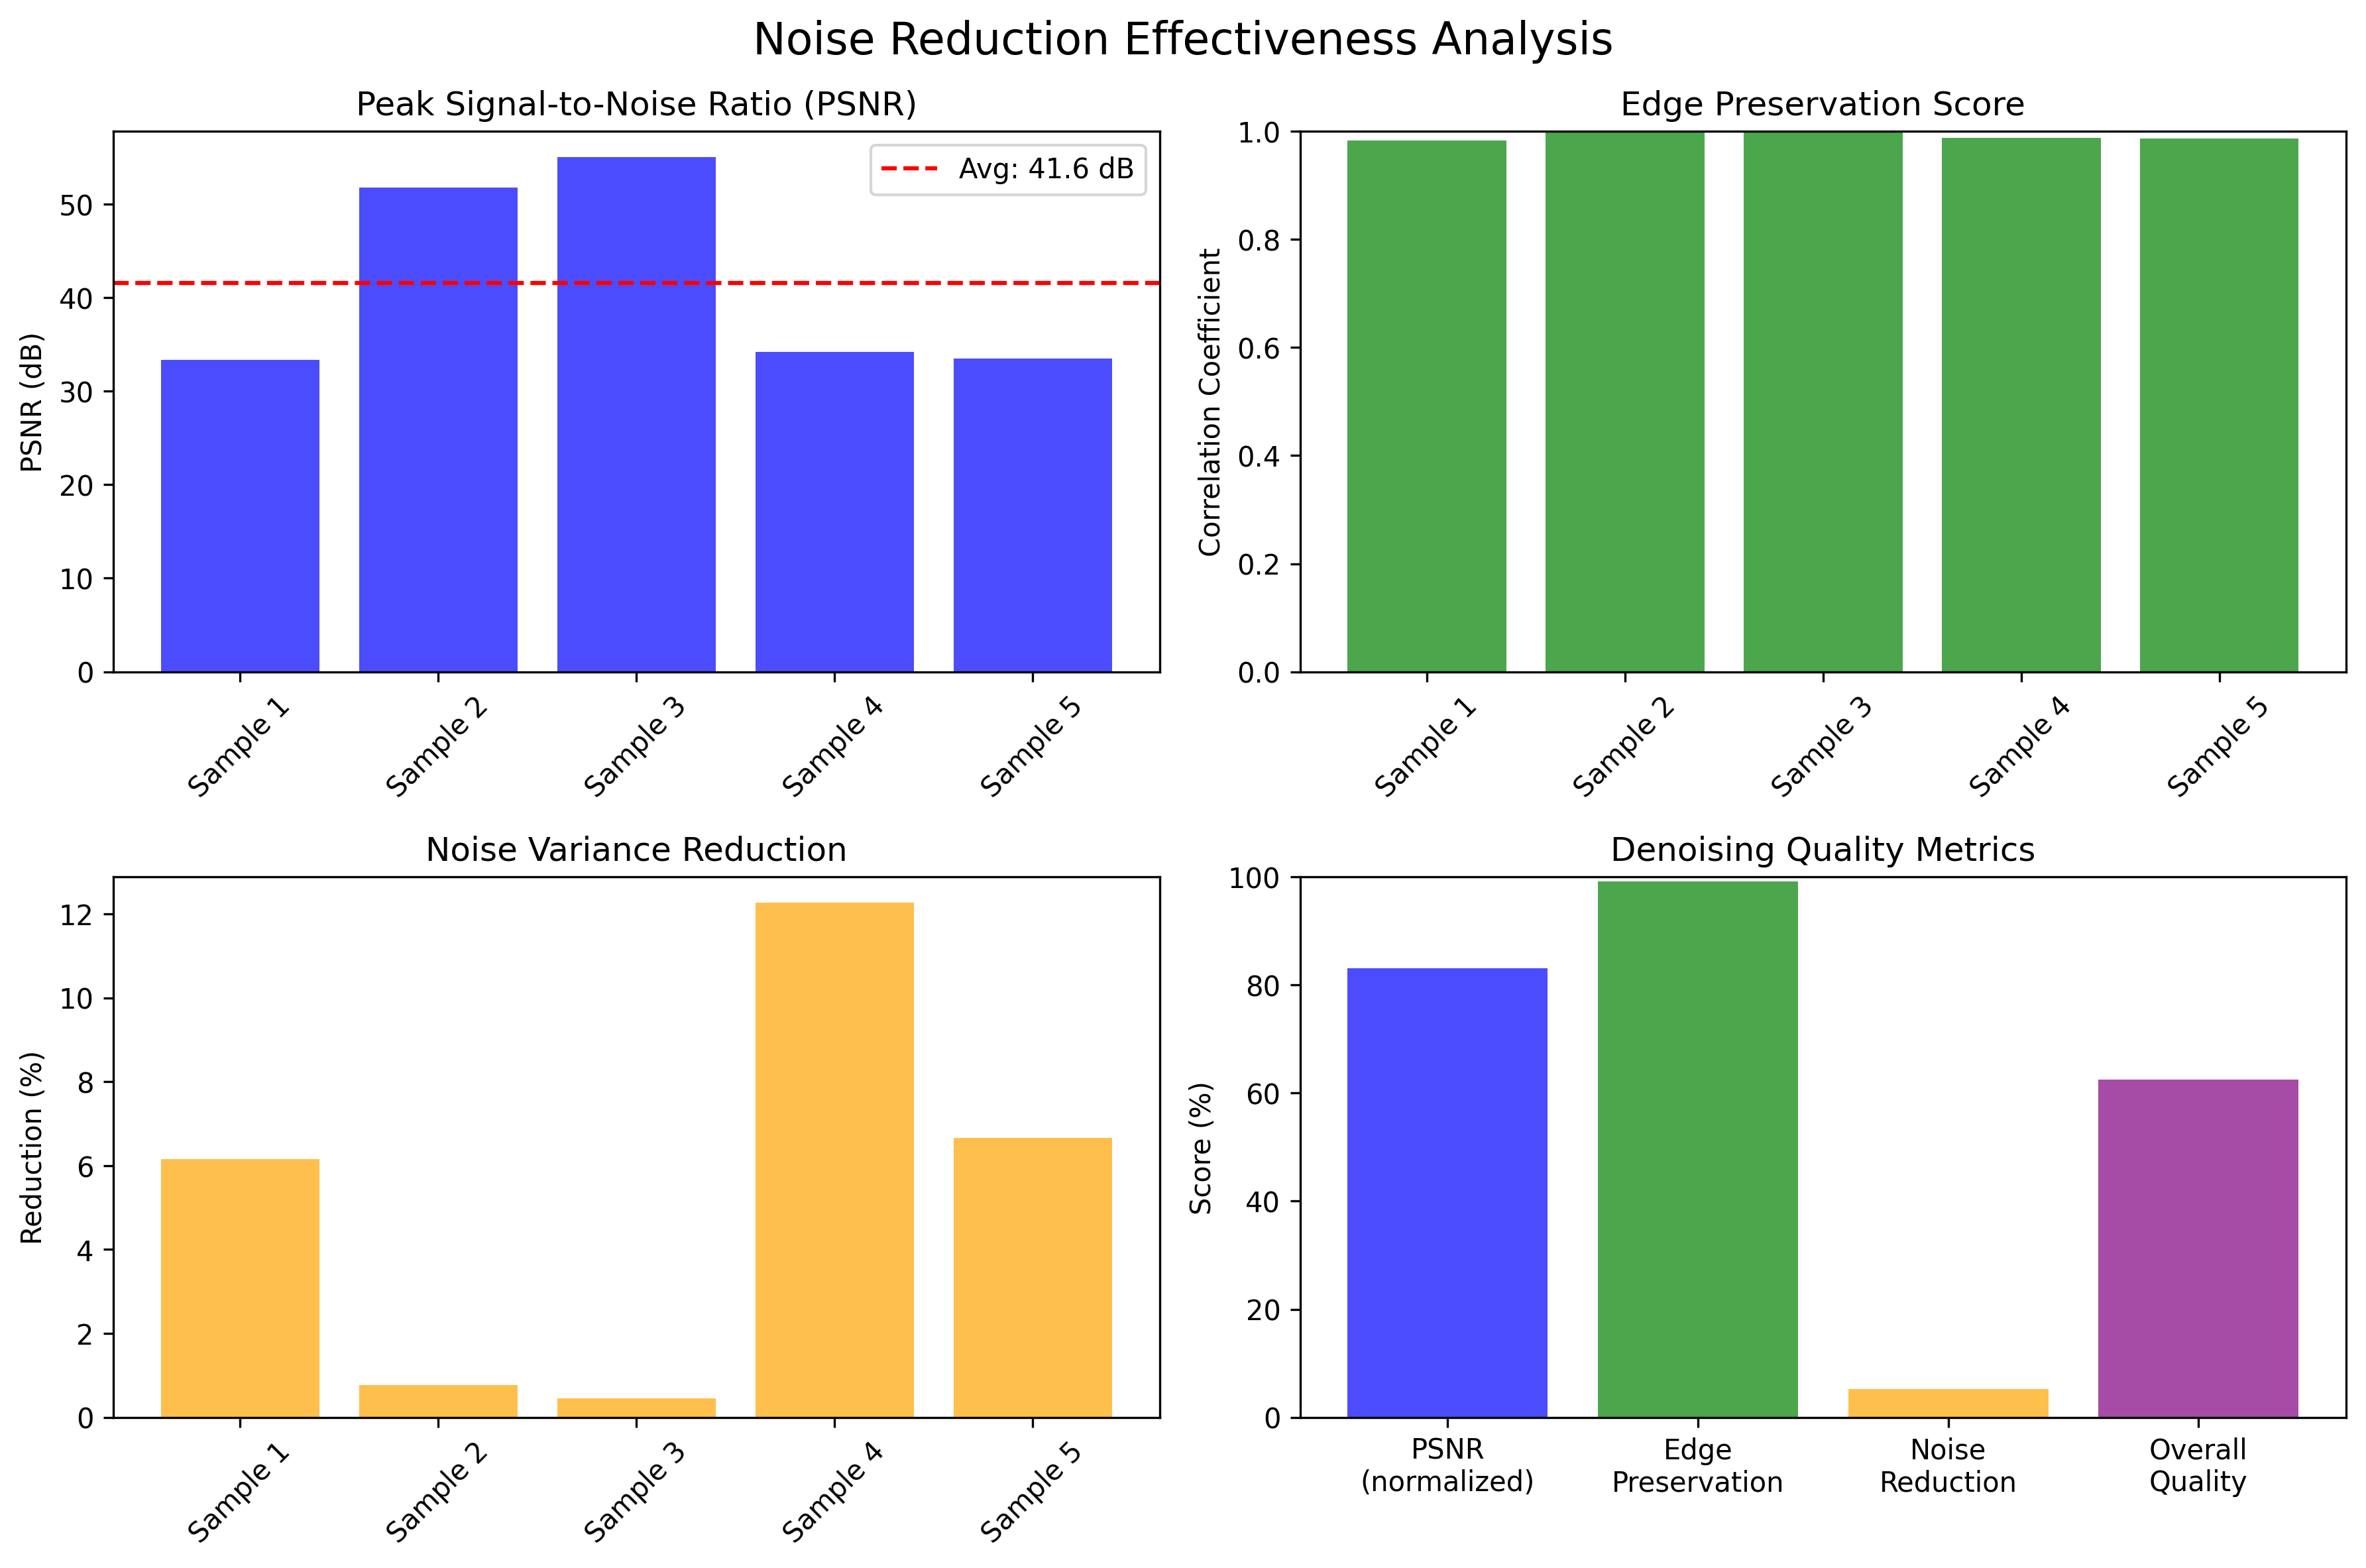 Noise Reduction Effectiveness Analysis
Peak Signal-to-Noise Ratio (PSNR)
PSNR (dB)
50
40
30
20
10
0
Avg: 41.6 dB
Sample 1
Sample 2
Sample 3
Sample 4
Sample 5
Edge Preservation Score
Correlation Coefficient
1.0
0.8
0.6
0.4
0.2
0.0
Sample 1
Sample 2
Sample 3
Sample 4
Sample 5
Noise Variance Reduction
Reduction (%)
12
10
8
6
4
2
0
Sample 1
Sample 2
Sample 3
Sample 4
Sample 5
Denoising Quality Metrics
Score (%)
100
80
60
40
20
0
PSNR
(normalized)
Edge
Preservation
Noise
Reduction
Overall
Quality